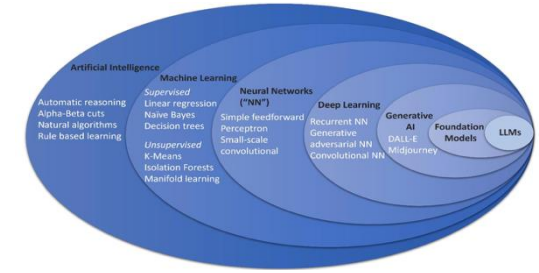 Artificial Intelligence
Automatic reasoning
Alpha-Beta cuts
Natural algorithms
Rule based learning
Machine Learning
Supervised
Linear regression
Naive Bayes
Decision trees
Unsupervised
K-Means
Isolation Forests
Manifold learning
Neural Networks
("NN")
Simple feedforward
Perceptron
Small-scale
convolutional
Deep Learning
Recurrent NN
Generative
adversarial NN
Convolutional NN
Generative
AI
DALL-E
Midjourney
Foundation
Models
LLMs